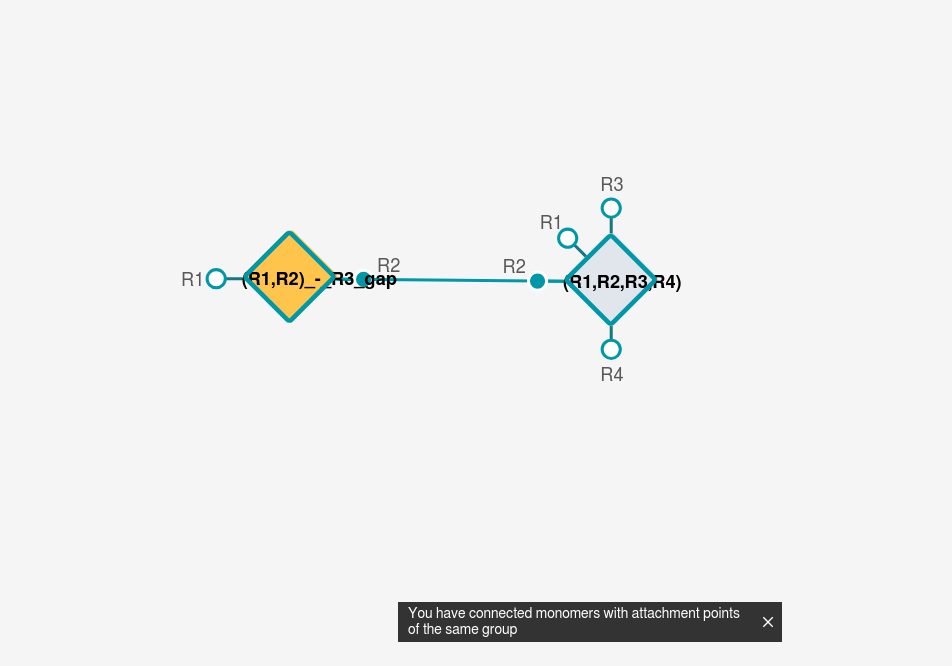 R3
R1
R2
R2
R1
(R1,R2)_-_R3_gap
(R1,R2,R3,R4)
R4
You have connected monomers with attachment points
of the same group